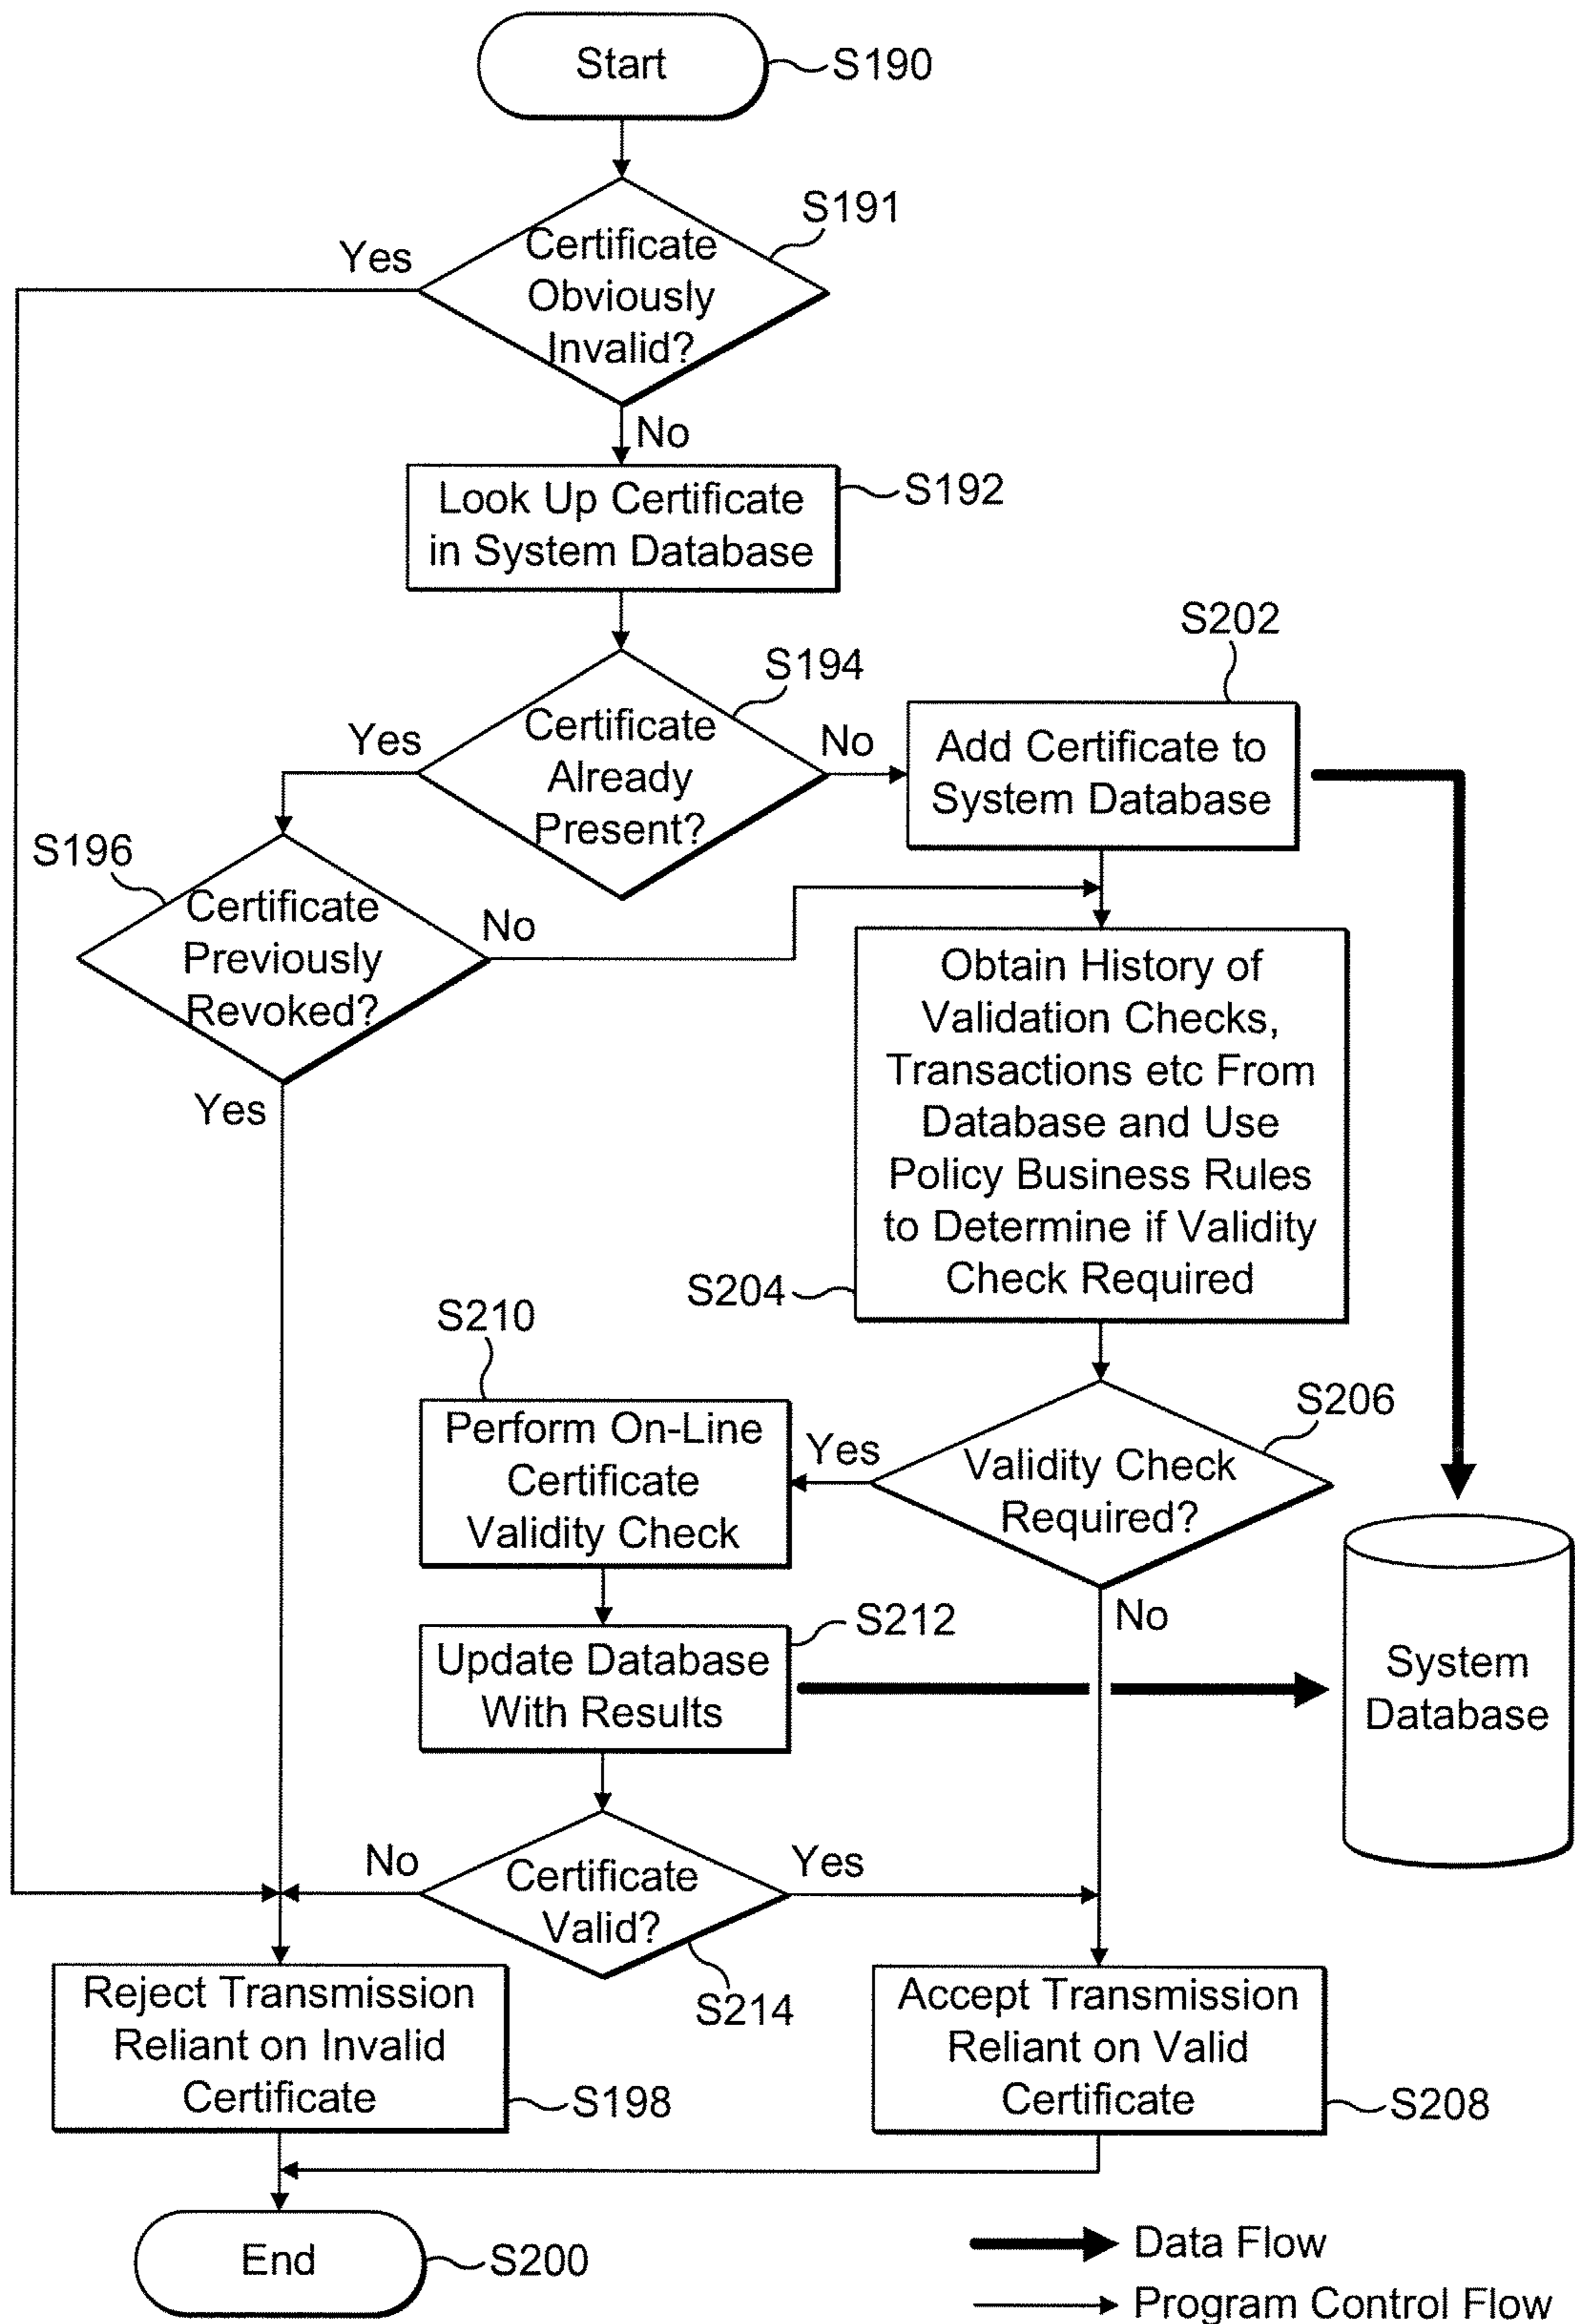 Start
S190
S191
Yes
Certificate
Obviously
Invalid?
No
Look Up Certificate
in System Database
S192
S202
S194
Yes
Certificate
Already
Present?
No
Add Certificate to
System Database
S196
Certificate
Previously
Revoked?
No
Yes
Obtain History of
Validation Checks,
Transactions etc From
Database and Use
Policy Business Rules
to Determine if Validity
Check Required
S204
S210
S206
Perform On-Line
Certificate
Validity Check
Yes
Validity Check
Required?
No
S212
Update Database
With Results
System
Database
No
Certificate
Valid?
Yes
S214
Reject Transmission
Reliant on Invalid
Certificate
S198
Accept Transmission
Reliant on Valid
Certificate
S208
End
S200
Data Flow
Program Control Flow